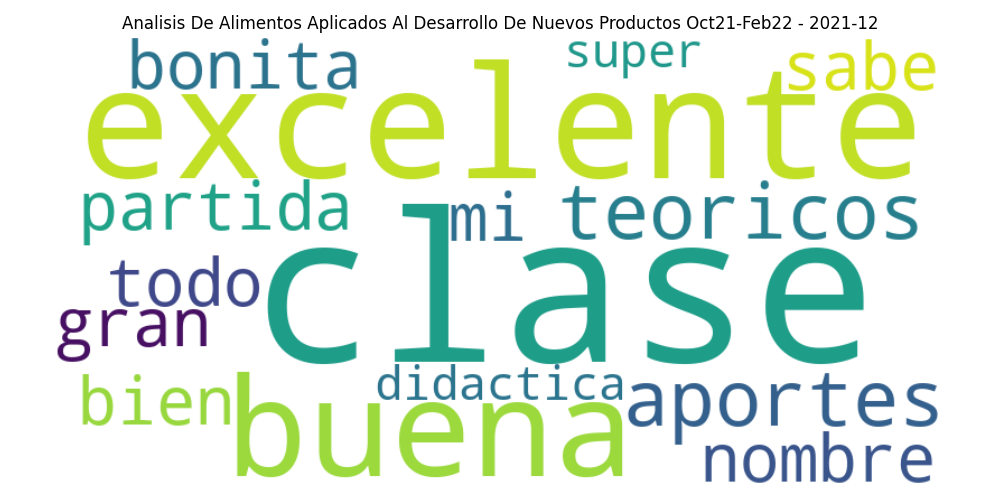 Analisis De Alimentos Aplicados Al Desarrollo De Nuevos Productos Oct21-Feb22 - 2021-12
bonita
super
sabe
excelente
partida
mi
teoricos
todo
clase
gran
didactica
bien
buena
aportes
nombre